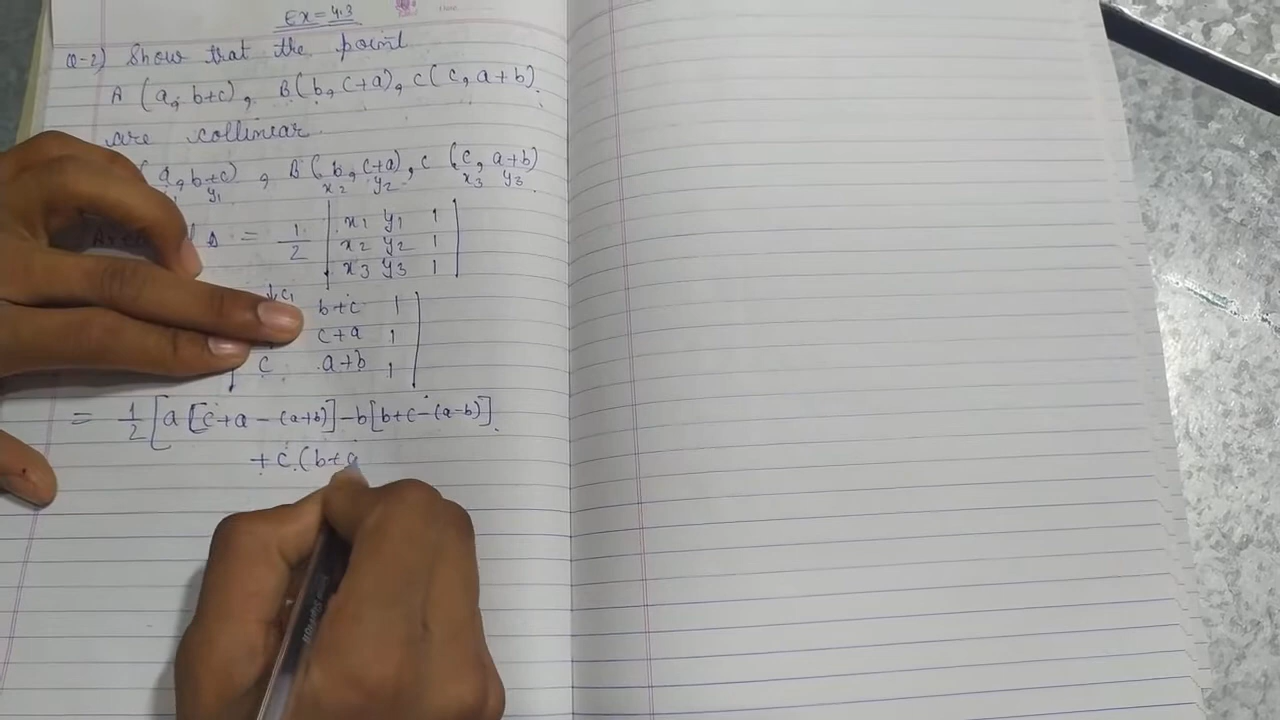 Ex = 4.3
Q-2) Show that the point
A (a, b+c), B(b, c+a), C( c, a+b).
are collinear.
a, b+c) , B( b, c+a), C (c, a+b)
y1 x2 y2 x3 y3
Δ = 1/2 | x1 y1 1
x2 y2 1
x3 y3 1 |
↓c1
b+c 1
c+a 1
c a+b 1
= 1/2 [a [c+a - (a+b)] - b[b+c - (a-b)].
+ c (b+c